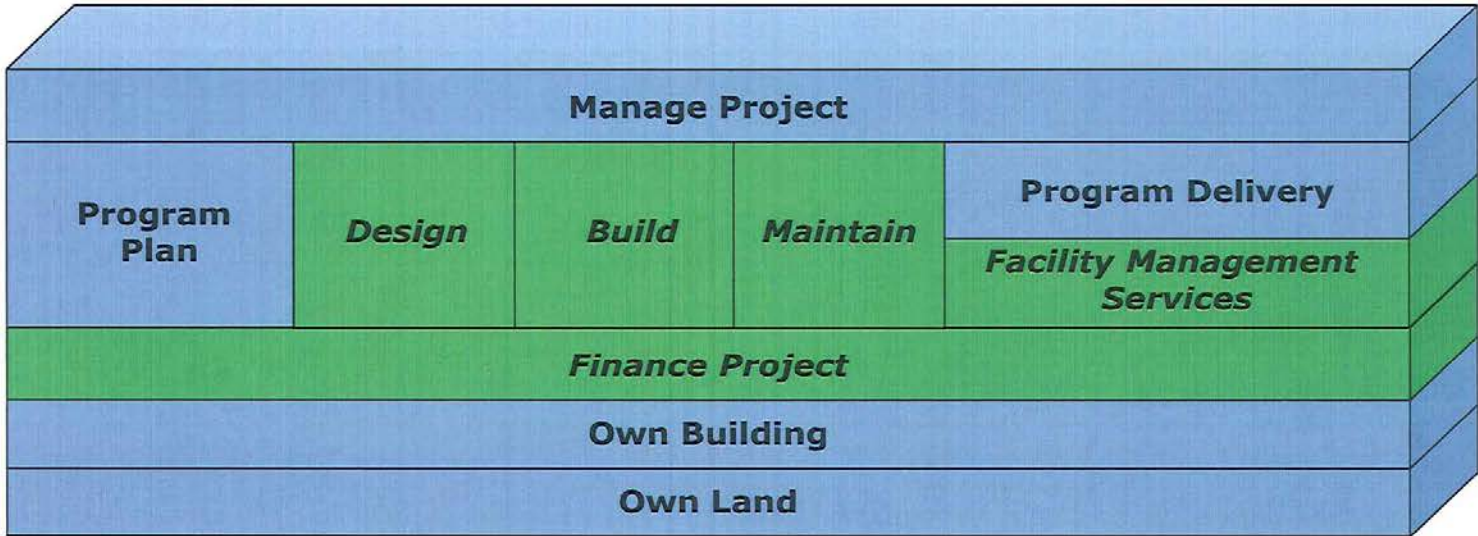 Manage Project
Program
Plan
Design
Build
Maintain
Program Delivery
Facility Management
Services
Finance Project
Own Building
Own Land